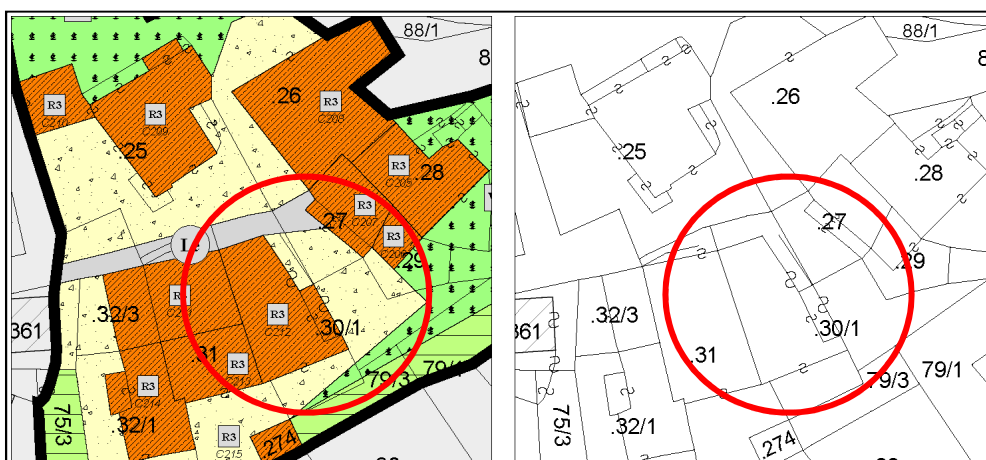 88/1
8
.26
R3
C210
R3
C209
R3
C208
.25
R3
C205
.28
R3
C207
.27
R3
.29
.32/3
R3
.30/1
361
.31
R3
C213
79/3
79/1
R3
C214
75/3
.32/1
R3
C215
.274
88/1
8
.26
.25
.28
.27
.29
.32/3
.30/1
361
.31
79/3
79/1
75/3
.32/1
.274